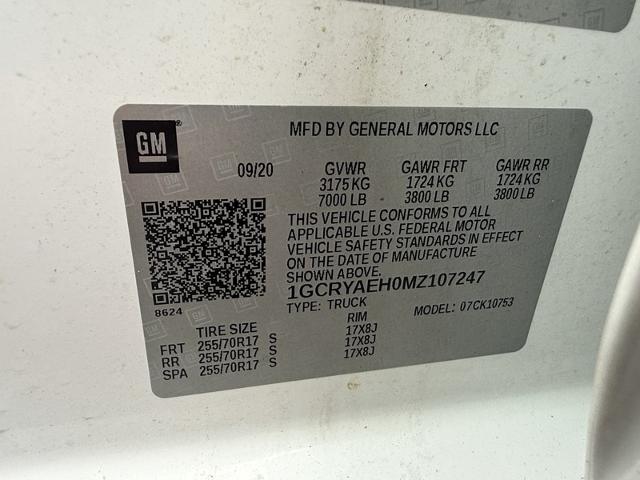 GM
MFD BY GENERAL MOTORS LLC
09/20 GVWR GAWR FRT GAWR RR
3175 KG 1724 KG 1724 KG
7000 LB 3800 LB 3800 LB
THIS VEHICLE CONFORMS TO ALL
APPLICABLE U.S. FEDERAL MOTOR
VEHICLE SAFETY STANDARDS IN EFFECT
ON THE DATE OF MANUFACTURE
SHOWN ABOVE.
1GCRYAEH0MZ107247
8624 TYPE: TRUCK MODEL: 07CK10753
TIRE SIZE RIM
FRT 255/70R17 S 17X8J
RR 255/70R17 S 17X8J
SPA 255/70R17 S 17X8J